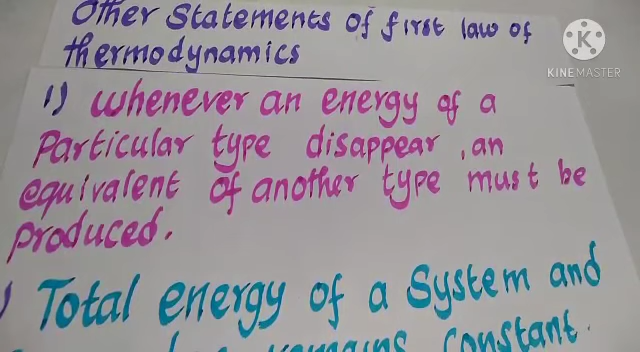 Other Statements of first law of
thermodynamics
KINEMASTER
1) whenever an energy of a
Particular type disappear, an
equivalent of another type must be
produced.
) Total energy of a System and
remains constant.